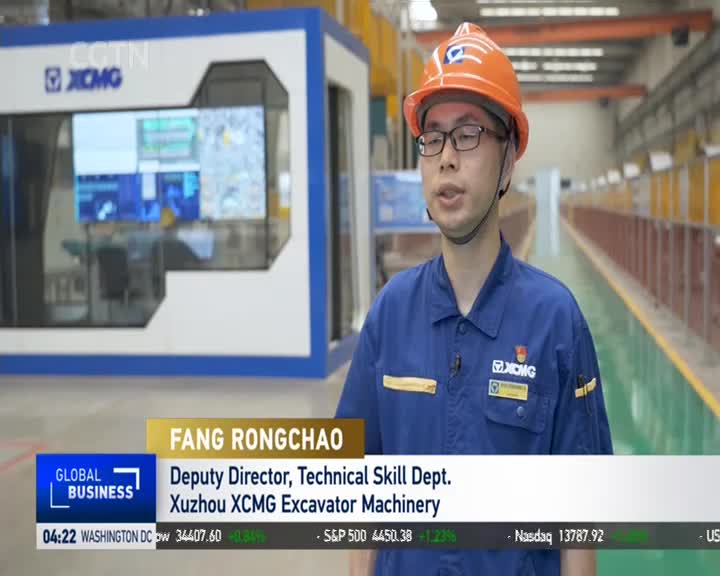 CGTN
XCMG
XCMG
FANG RONGCHAO
Deputy Director, Technical Skill Dept.
Xuzhou XCMG Excavator Machinery
GLOBAL
BUSINESS
04:22 WASHINGTON DC ow 34407.60 +0.84% - S&P 500 4450.38 +1.23% - Nasdaq 13787.92 - US